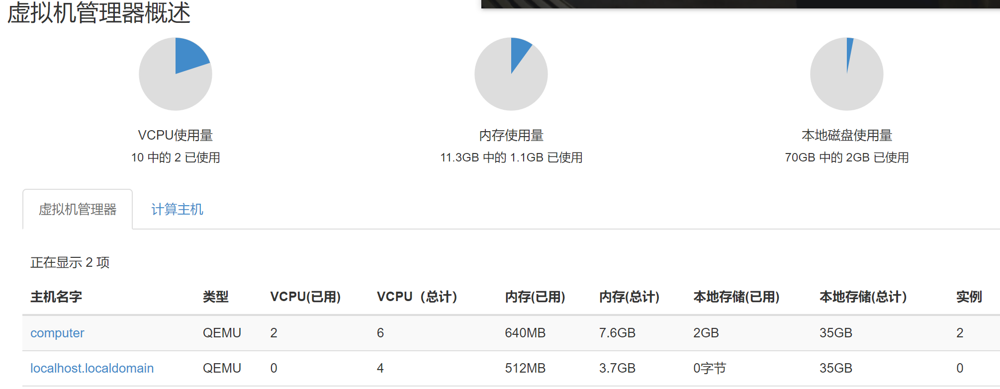 虚拟机管理器概述
VCPU使用量
10 中的 2 已使用
内存使用量
11.3GB 中的 1.1GB 已使用
本地磁盘使用量
70GB 中的 2GB 已使用
虚拟机管理器 计算主机
正在显示 2 项
主机名字 类型 VCPU(已用) VCPU（总计） 内存(已用) 内存(总计) 本地存储(已用) 本地存储(总计） 实例
computer QEMU 2 6 640MB 7.6GB 2GB 35GB 2
localhost.localdomain QEMU 0 4 512MB 3.7GB 0字节 35GB 0